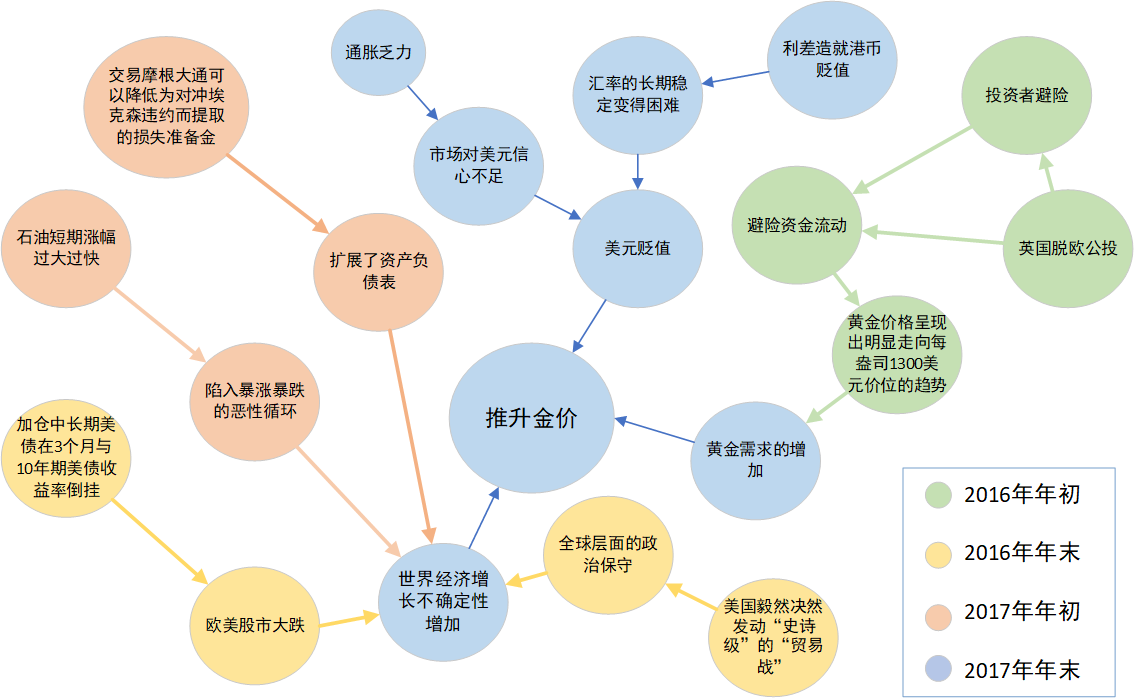 通胀乏力
利差造就港币
贬值
交易摩根大通可
以降低为对冲埃
克森违约而提取
的损失准备金
汇率的长期稳
定变得困难
投资者避险
市场对美元信
心不足
石油短期涨幅
过大过快
扩展了资产负
债表
美元贬值
避险资金流动
英国脱欧公投
黄金价格呈现
出明显走向每
盎司1300美
元价位的趋势
陷入暴涨暴跌
的恶性循环
推升金价
加仓中长期美
债在3个月与
10年期美债收
益率倒挂
黄金需求的增
加
全球层面的政
治保守
世界经济增
长不确定性
增加
欧美股市大跌
美国毅然决然
发动“史诗
级”的“贸易
战”
2016年年初
2016年年末
2017年年初
2017年年末